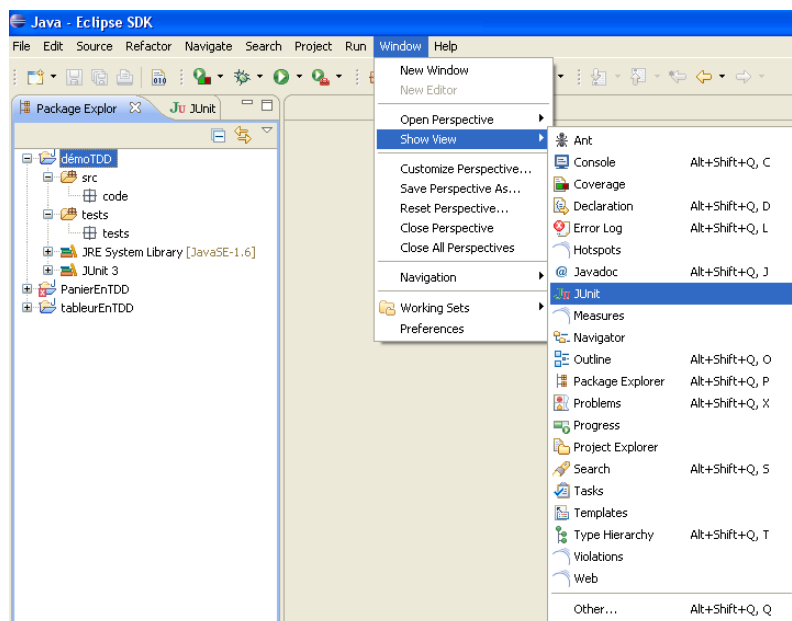 Java - Eclipse SDK
File Edit Source Refactor Navigate Search Project Run Window Help
Package Explor JUnit
démoTDD
src
code
tests
tests
JRE System Library [JavaSE-1.6]
JUnit 3
PanierEnTDD
tableurEnTDD
New Window
New Editor
Open Perspective
Show View
Customize Perspective...
Save Perspective As...
Reset Perspective...
Close Perspective
Close All Perspectives
Navigation
Working Sets
Preferences
Ant
Console Alt+Shift+Q, C
Coverage
Declaration Alt+Shift+Q, D
Error Log Alt+Shift+Q, L
Hotspots
Javadoc Alt+Shift+Q, J
JUnit
Measures
Navigator
Outline Alt+Shift+Q, O
Package Explorer Alt+Shift+Q, P
Problems Alt+Shift+Q, X
Progress
Project Explorer
Search Alt+Shift+Q, S
Tasks
Templates
Type Hierarchy Alt+Shift+Q, T
Violations
Web
Other... Alt+Shift+Q, Q